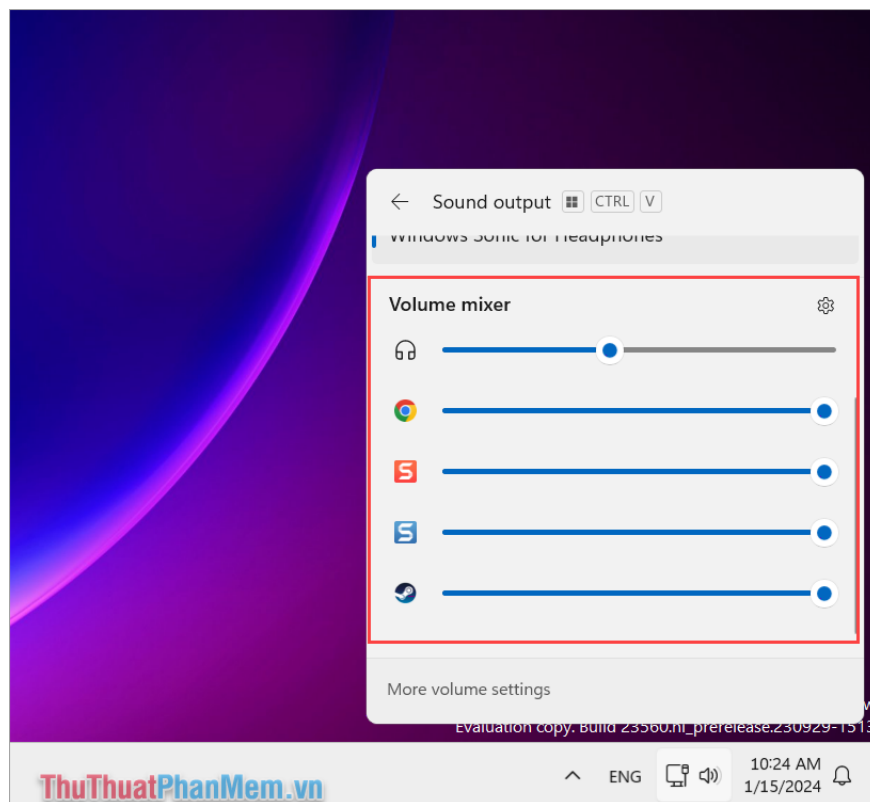 Sound output CTRL V
Windows Sonic for Headphones
Volume mixer
More volume settings
Evaluation copy. Build 23560.ni_prerelease.230929-1513
ENG
10:24 AM
1/15/2024
ThuThuatPhanMem.vn